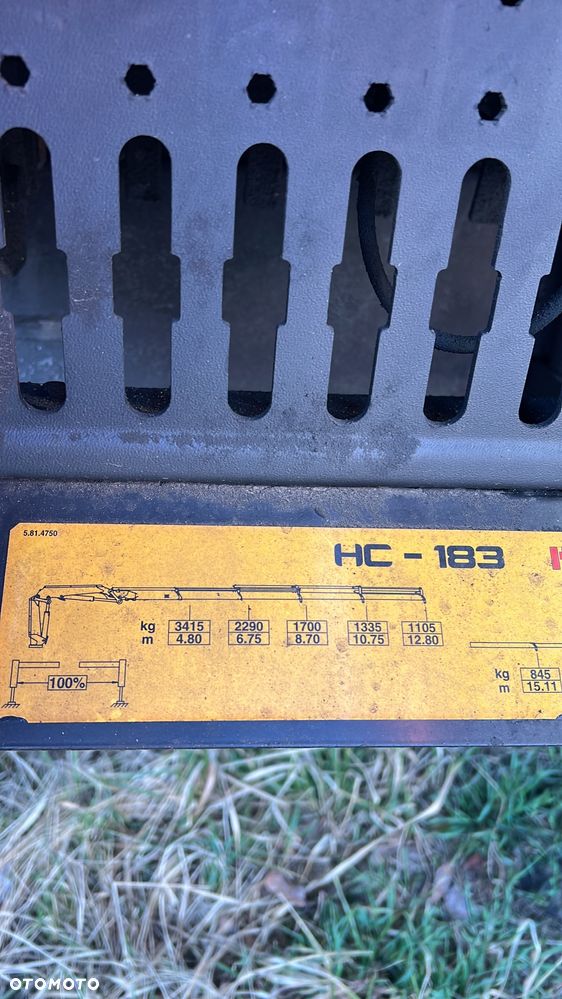 5.81.4750
HC - 183
kg 3415 2290 1700 1335 1105
m 4.80 6.75 8.70 10.75 12.80
kg 845
m 15.11
100%
OTOMOTO